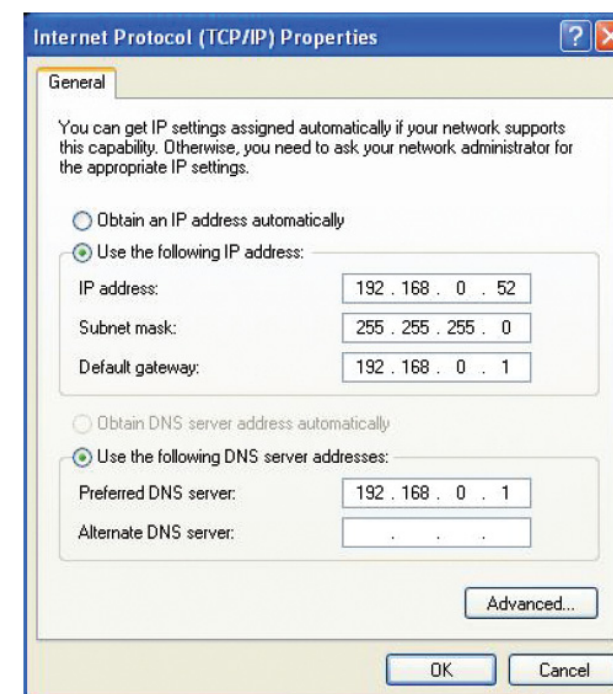 Internet Protocol (TCP/IP) Properties
?
General
You can get IP settings assigned automatically if your network supports
this capability. Otherwise, you need to ask your network administrator for
the appropriate IP settings.
Obtain an IP address automatically
Use the following IP address:
IP address: 192 . 168 . 0 . 52
Subnet mask: 255 . 255 . 255 . 0
Default gateway: 192 . 168 . 0 . 1
Obtain DNS server address automatically
Use the following DNS server addresses:
Preferred DNS server: 192 . 168 . 0 . 1
Alternate DNS server: . . .
Advanced...
OK Cancel